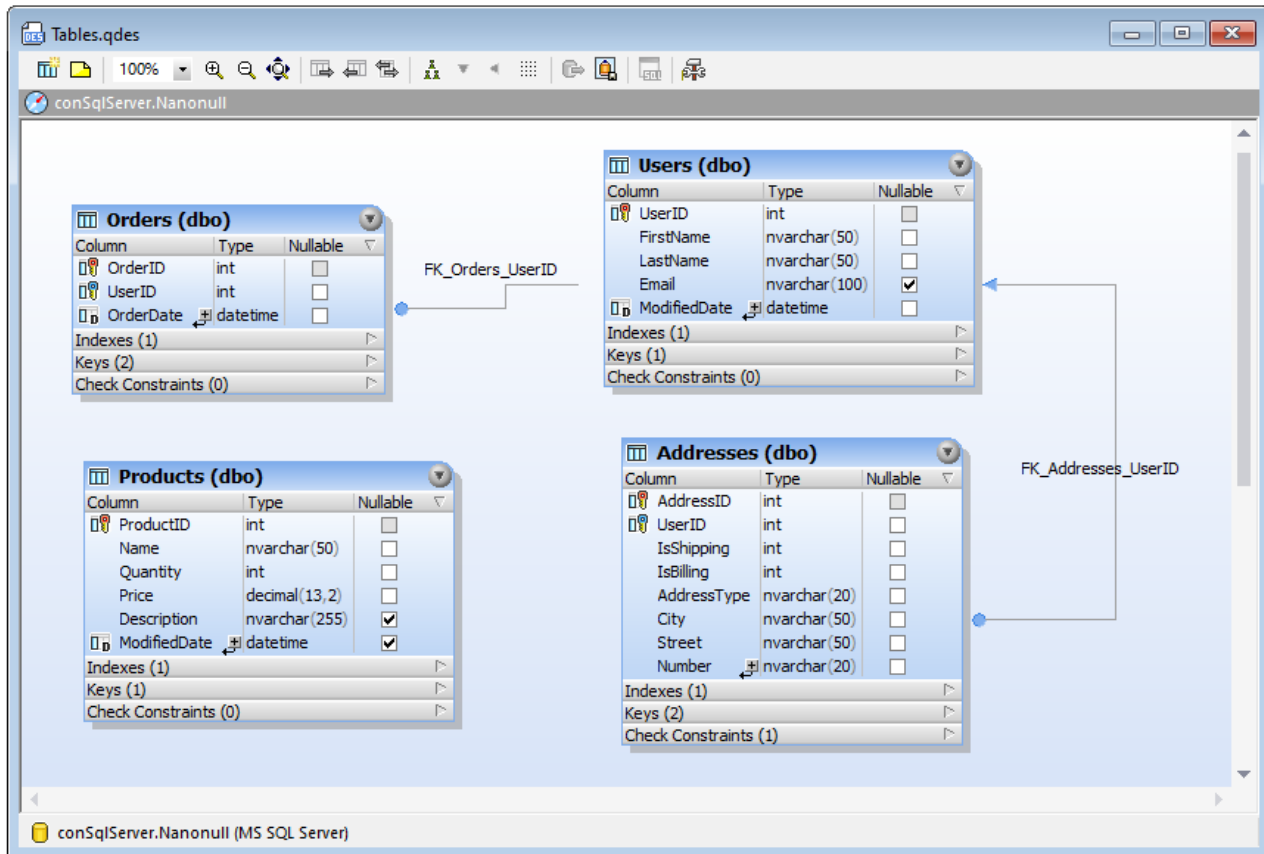 Tables.qdes
100%
conSqlServer.Nanonull
Orders (dbo)
Column Type Nullable
OrderID int
UserID int
OrderDate datetime
Indexes (1)
Keys (2)
Check Constraints (0)
FK_Orders_UserID
Users (dbo)
Column Type Nullable
UserID int
FirstName nvarchar(50)
LastName nvarchar(50)
Email nvarchar(100)
ModifiedDate datetime
Indexes (1)
Keys (1)
Check Constraints (0)
Products (dbo)
Column Type Nullable
ProductID int
Name nvarchar(50)
Quantity int
Price decimal(13,2)
Description nvarchar(255)
ModifiedDate datetime
Indexes (1)
Keys (1)
Check Constraints (0)
Addresses (dbo)
Column Type Nullable
AddressID int
UserID int
IsShipping int
IsBilling int
AddressType nvarchar(20)
City nvarchar(50)
Street nvarchar(50)
Number nvarchar(20)
Indexes (1)
Keys (2)
Check Constraints (1)
FK_Addresses_UserID
conSqlServer.Nanonull (MS SQL Server)